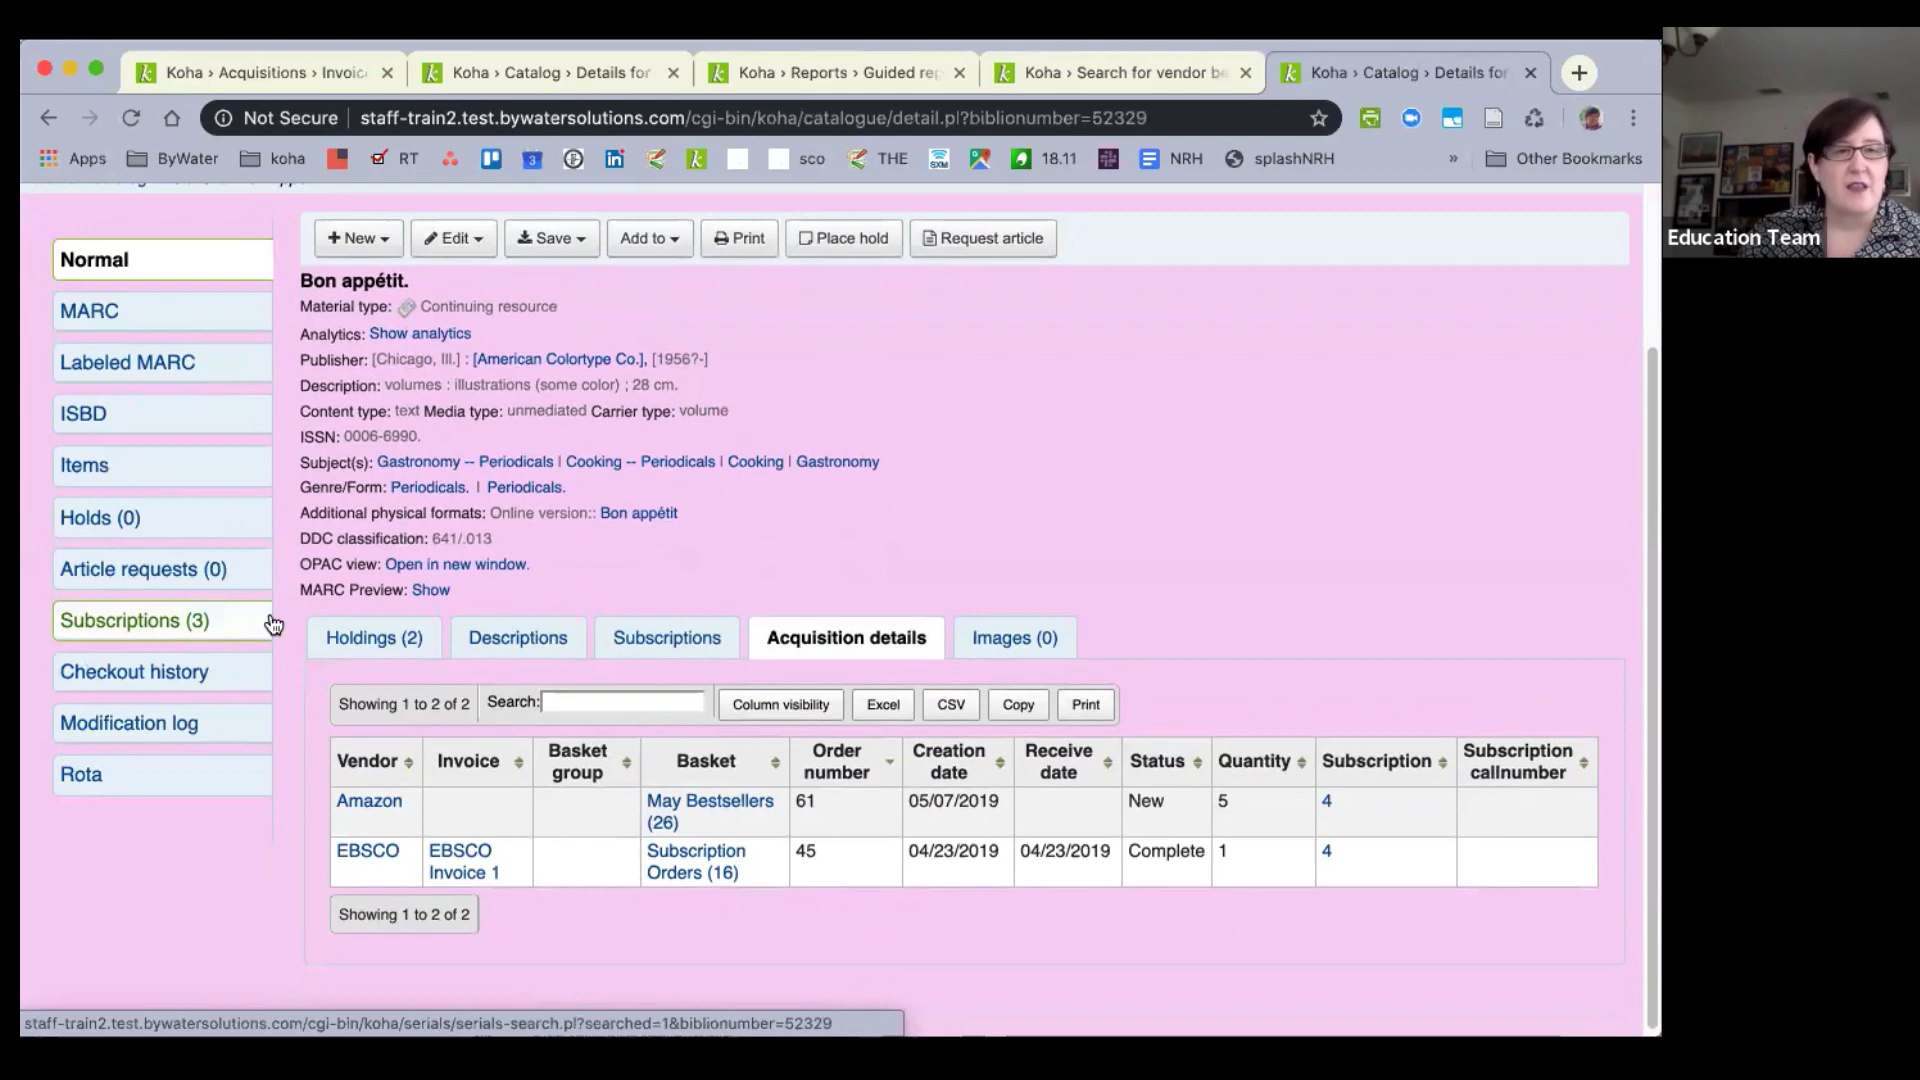 Koha › Acquisitions › Invoic
Koha › Catalog › Details for
Koha › Reports › Guided rep
Koha › Search for vendor be
Koha › Catalog › Details for
Not Secure
staff-train2.test.bywatersolutions.com/cgi-bin/koha/catalogue/detail.pl?biblionumber=52329
Apps
ByWater
koha
RT
sco
THE
18.11
NRH
splashNRH
»
Other Bookmarks
Education Team
Normal
MARC
Labeled MARC
ISBD
Items
Holds (0)
Article requests (0)
Subscriptions (3)
Checkout history
Modification log
Rota
+ New
Edit
Save
Add to
Print
Place hold
Request article
Bon appétit.
Material type: Continuing resource
Analytics: Show analytics
Publisher: [Chicago, Ill.] : [American Colortype Co.], [1956?-]
Description: volumes : illustrations (some color) ; 28 cm.
Content type: text Media type: unmediated Carrier type: volume
ISSN: 0006-6990.
Subject(s): Gastronomy -- Periodicals | Cooking -- Periodicals | Cooking | Gastronomy
Genre/Form: Periodicals. | Periodicals.
Additional physical formats: Online version:: Bon appétit
DDC classification: 641/.013
OPAC view: Open in new window.
MARC Preview: Show
Holdings (2)
Descriptions
Subscriptions
Acquisition details
Images (0)
Showing 1 to 2 of 2
Search:
Column visibility
Excel
CSV
Copy
Print
Vendor
Invoice
Basket
group
Basket
Order
number
Creation
date
Receive
date
Status
Quantity
Subscription
Subscription
callnumber
Amazon
May Bestsellers
(26)
61
05/07/2019
New
5
4
EBSCO
EBSCO
Invoice 1
Subscription
Orders (16)
45
04/23/2019
04/23/2019
Complete
1
4
Showing 1 to 2 of 2
staff-train2.test.bywatersolutions.com/cgi-bin/koha/serials/serials-search.pl?searched=1&biblionumber=52329